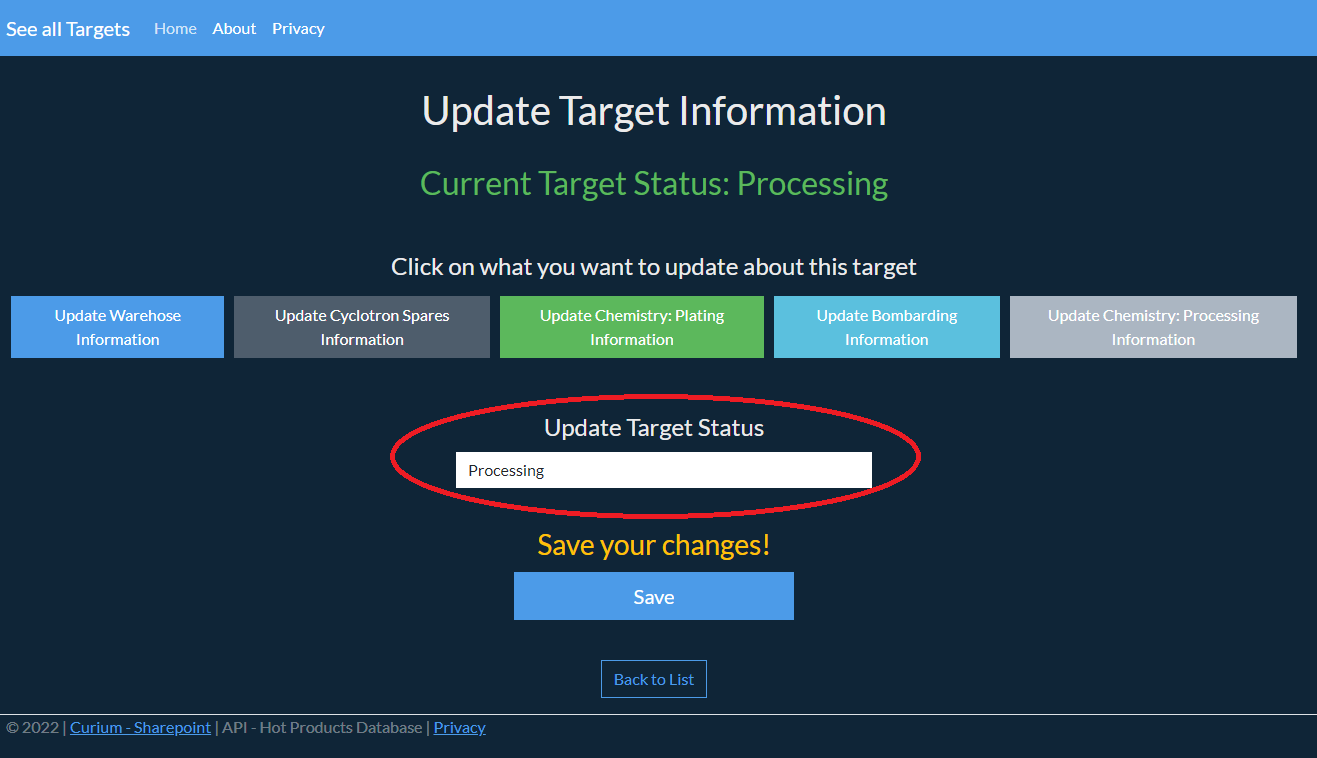 See all Targets Home About Privacy
Update Target Information
Current Target Status: Processing
Click on what you want to update about this target
Update Warehose
Information
Update Cyclotron Spares
Information
Update Chemistry: Plating
Information
Update Bombarding
Information
Update Chemistry: Processing
Information
Update Target Status
Processing
Save your changes!
Save
Back to List
© 2022 | Curium - Sharepoint | API - Hot Products Database | Privacy